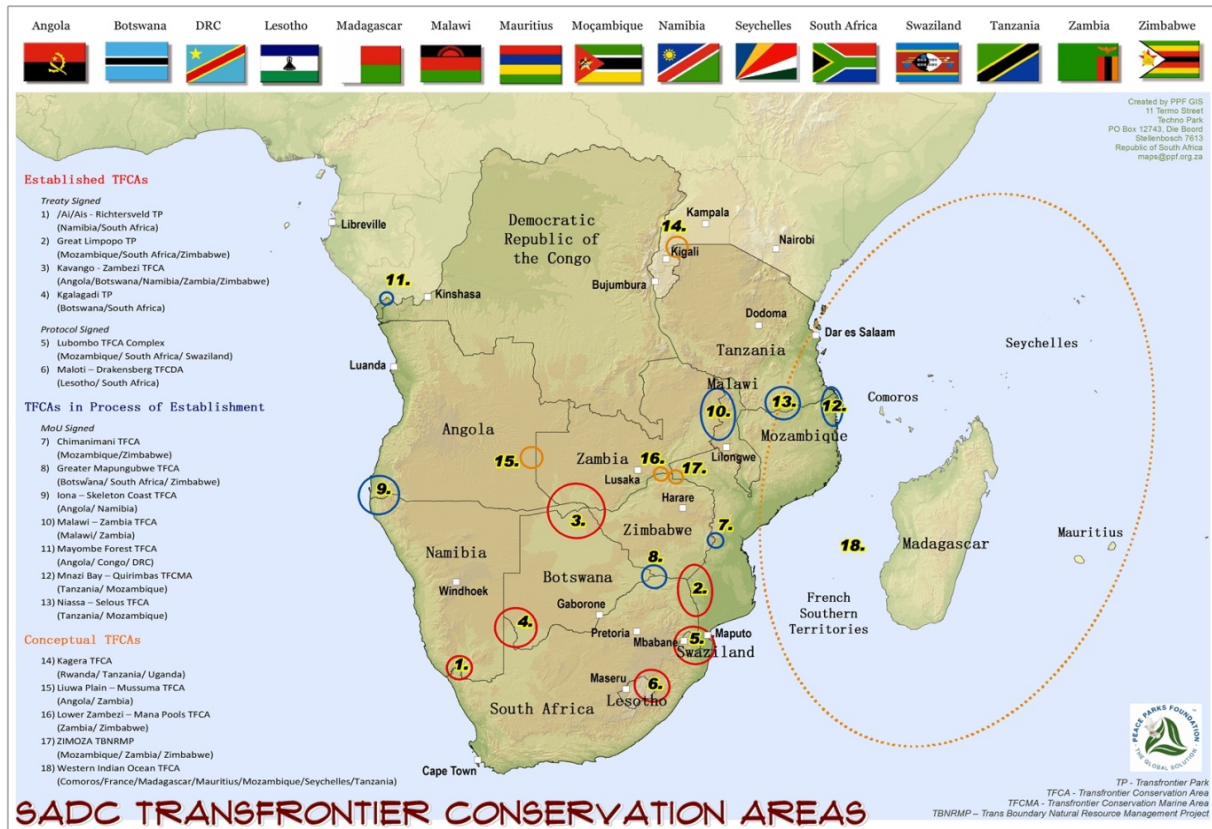 Angola Botswana DRC Lesotho Madagascar Malawi Mauritius Moçambique Namibia Seychelles South Africa Swaziland Tanzania Zambia Zimbabwe
Created by PPF GIS
11 Termo Street
Techno Park
PO Box 12743, Die Boord
Stellenbosch 7613
Republic of South Africa
maps@ppf.org.za
Established TFCAs
Treaty Signed
1) /Ai/Ais - Richtersveld TP
(Namibia/South Africa)
2) Great Limpopo TP
(Mozambique/South Africa/Zimbabwe)
3) Kavango - Zambezi TFCA
(Angola/Botswana/Namibia/Zambia/Zimbabwe)
4) Kgalagadi TP
(Botswana/South Africa)
Protocol Signed
5) Lubombo TFCA Complex
(Mozambique/ South Africa/ Swaziland)
6) Maloti – Drakensberg TFCDA
(Lesotho/ South Africa)
TFCAs in Process of Establishment
MoU Signed
7) Chimanimani TFCA
(Mozambique/Zimbabwe)
8) Greater Mapungubwe TFCA
(Botswana/ South Africa/ Zimbabwe)
9) Iona – Skeleton Coast TFCA
(Angola/ Namibia)
10) Malawi – Zambia TFCA
(Malawi/ Zambia)
11) Mayombe Forest TFCA
(Angola/ Congo/ DRC)
12) Mnazi Bay – Quirimbas TFCMA
(Tanzania/ Mozambique)
13) Niassa – Selous TFCA
(Tanzania/ Mozambique)
Conceptual TFCAs
14) Kagera TFCA
(Rwanda/ Tanzania/ Uganda)
15) Liuwa Plain – Mussuma TFCA
(Angola/ Zambia)
16) Lower Zambezi – Mana Pools TFCA
(Zambia/ Zimbabwe)
17) ZIMOZA TBNRMP
(Mozambique/ Zambia/ Zimbabwe)
18) Western Indian Ocean TFCA
(Comoros/France/Madagascar/Mauritius/Mozambique/Seychelles/Tanzania)
Kampala
Libreville
Democratic
Republic of
the Congo
14.
Kigali
Nairobi
Bujumbura
11.
Kinshasa
Dodoma
Dar es Salaam
Tanzania
Seychelles
Luanda
Malawi
10.
13.
12.
Comoros
Mozambique
Angola
15.
Zambia
16.
17.
Lilongwe
Lusaka
9.
Harare
3.
Zimbabwe
7.
18.
Madagascar
Mauritius
Namibia
8.
Botswana
Windhoek
2.
French
Southern
Territories
Gaborone
4.
Pretoria
Mbabane
5.
Maputo
Swaziland
1.
Maseru
6.
Lesotho
South Africa
Cape Town
PEACE PARKS FOUNDATION
THE GLOBAL SOLUTION
TP - Transfrontier Park
TFCA - Transfrontier Conservation Area
TFCMA - Transfrontier Conservation Marine Area
TBNRMP – Trans Boundary Natural Resource Management Project
SADC TRANSFRONTIER CONSERVATION AREAS